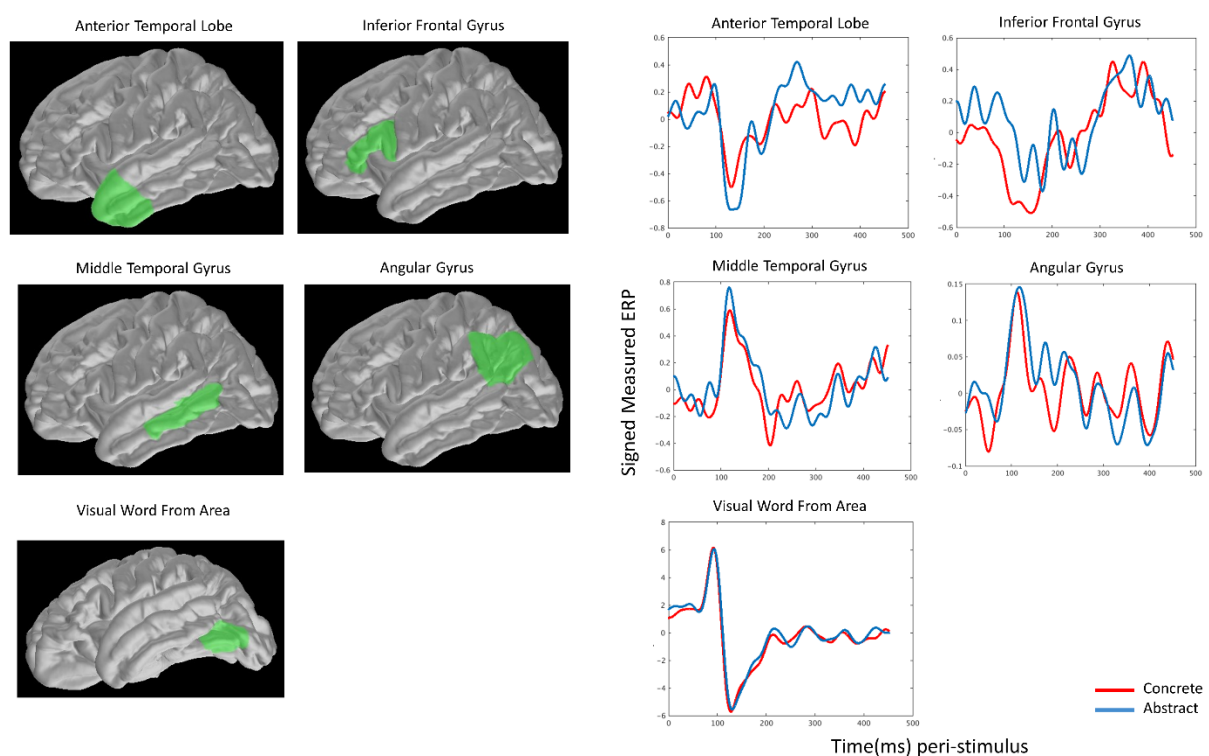 Anterior Temporal Lobe
Inferior Frontal Gyrus
Middle Temporal Gyrus
Angular Gyrus
Visual Word From Area
Anterior Temporal Lobe
0.6
0.4
0.2
0
−0.2
−0.4
−0.6
−0.8
0 100 200 300 400 500
Inferior Frontal Gyrus
0.6
0.4
0.2
0
−0.2
−0.4
−0.6
0 100 200 300 400 500
Signed Measured ERP
Middle Temporal Gyrus
0.8
0.6
0.4
0.2
0
−0.2
−0.4
−0.6
0 100 200 300 400 500
Angular Gyrus
0.15
0.1
0.05
0
−0.05
−0.1
0 100 200 300 400 500
Visual Word From Area
8
6
4
2
0
−2
−4
−6
0 100 200 300 400 500
Concrete
Abstract
Time(ms) peri-stimulus